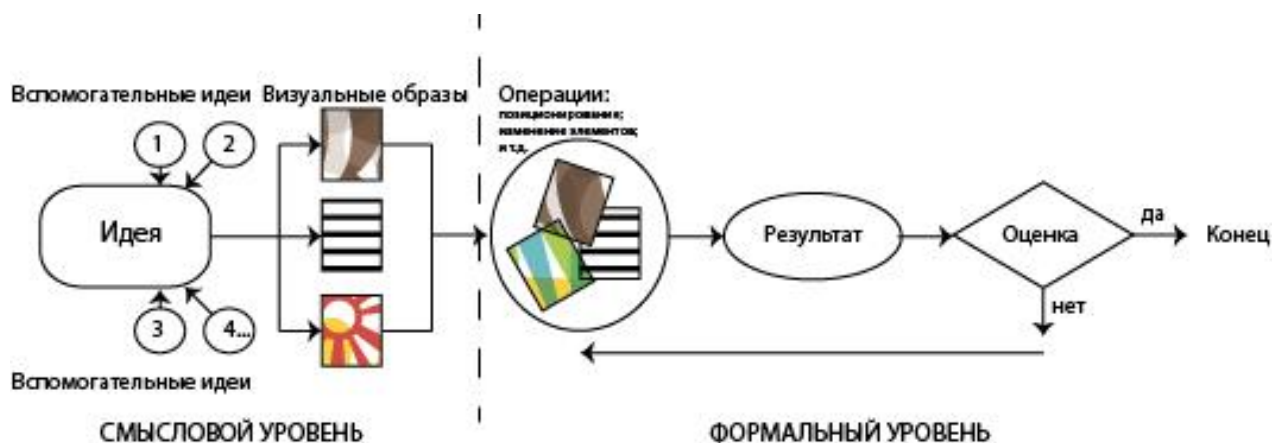 Вспомогательные идеи
Визуальные образы
Операции:
позиционирование;
изменение элементов;
и т.д.
1
2
Идея
3
4...
Вспомогательные идеи
Результат
Оценка
да
Конец
нет
СМЫСЛОВОЙ УРОВЕНЬ
ФОРМАЛЬНЫЙ УРОВЕНЬ